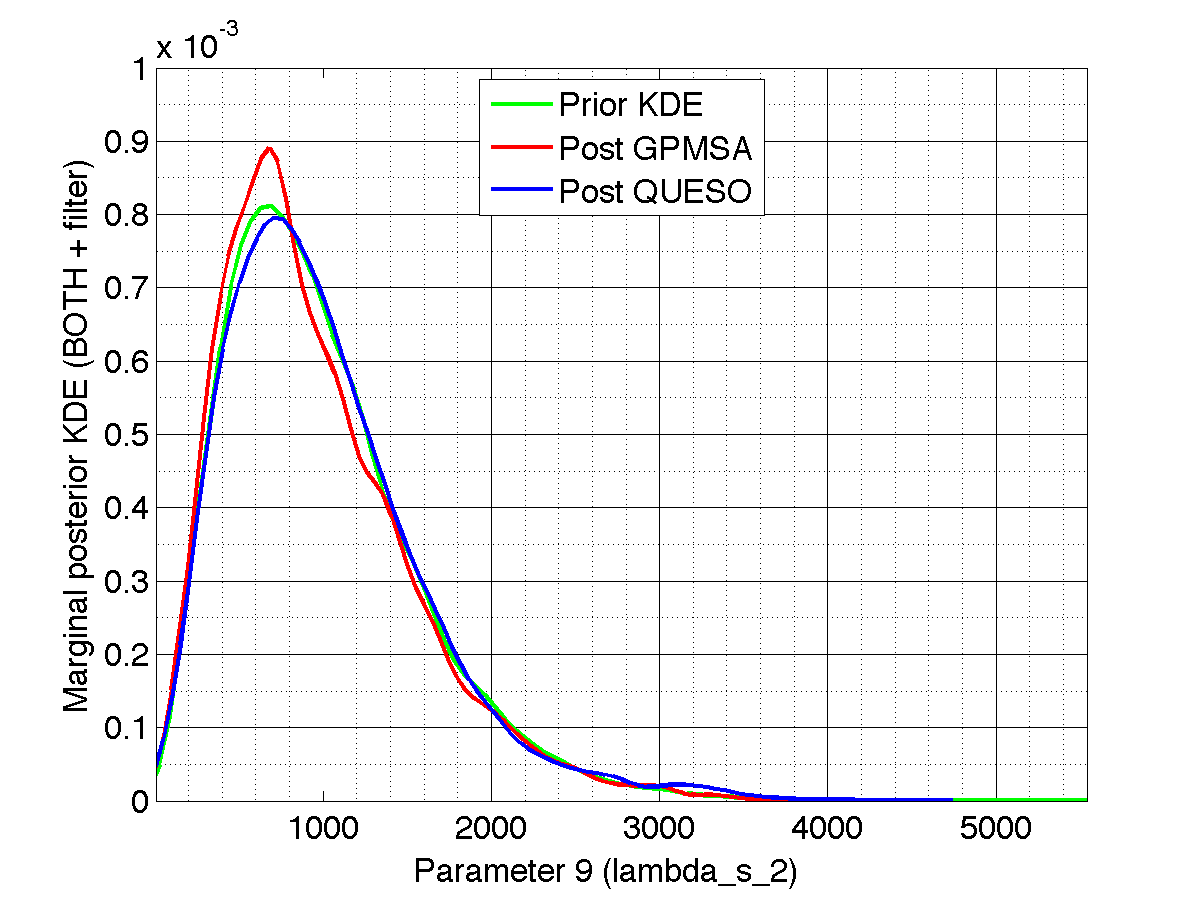 x 10-3
1
0.9
0.8
0.7
0.6
0.5
0.4
0.3
0.2
0.1
0
Marginal posterior KDE (BOTH + filter)
Prior KDE
Post GPMSA
Post QUESO
1000 2000 3000 4000 5000
Parameter 9 (lambda_s_2)